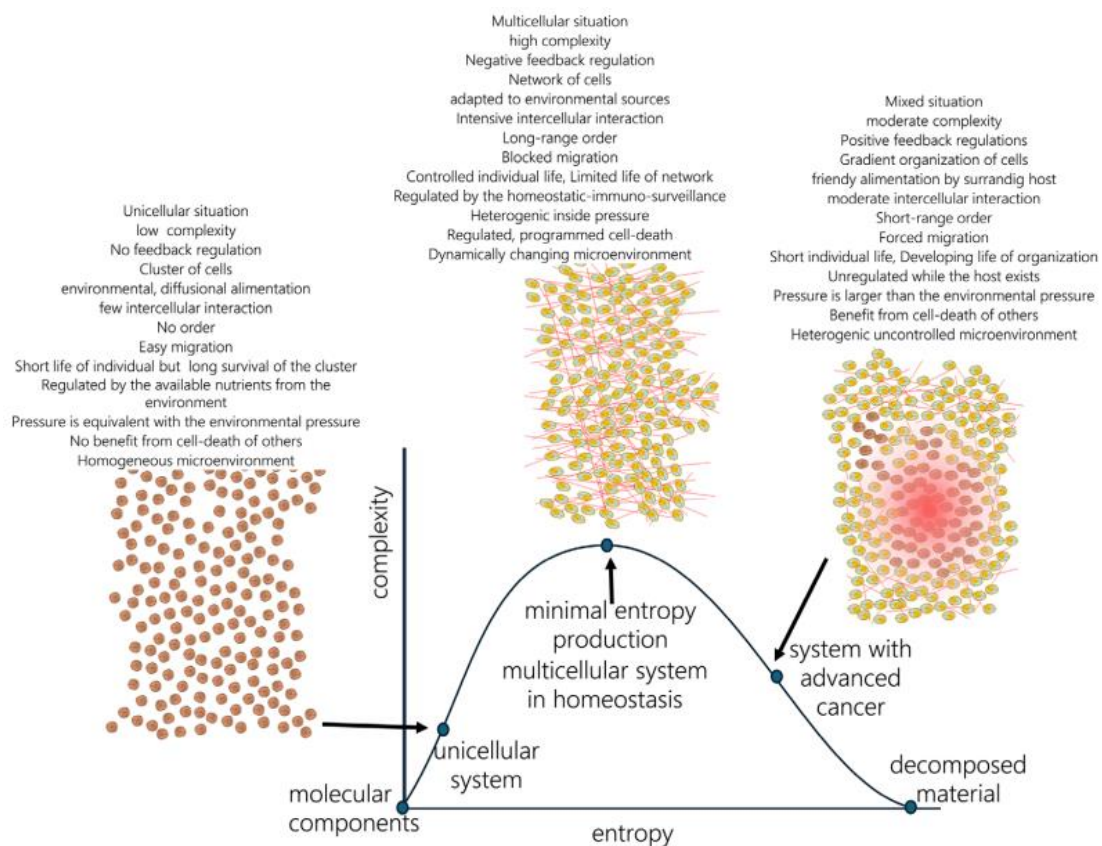 Multicellular situation
high complexity
Negative feedback regulation
Network of cells
adapted to environmental sources
Intensive intercellular interaction
Long-range order
Blocked migration
Controlled individual life, Limited life of network
Regulated by the homeostatic-immuno-surveillance
Heterogenic inside pressure
Regulated, programmed cell-death
Dynamically changing microenvironment
Mixed situation
moderate complexity
Positive feedback regulations
Gradient organization of cells
friendy alimentation by surrandig host
moderate intercellular interaction
Short-range order
Forced migration
Short individual life, Developing life of organization
Unregulated while the host exists
Pressure is larger than the environmental pressure
Benefit from cell-death of others
Heterogenic uncontrolled microenvironment
Unicellular situation
low complexity
No feedback regulation
Cluster of cells
environmental, diffusional alimentation
few intercellular interaction
No order
Easy migration
Short life of individual but long survival of the cluster
Regulated by the available nutrients from the
environment
Pressure is equivalent with the environmental pressure
No benefit from cell-death of others
Homogeneous microenvironment
complexity
minimal entropy
production
multicellular system
in homeostasis
system with
advanced
cancer
unicellular
system
decomposed
material
molecular
components
entropy